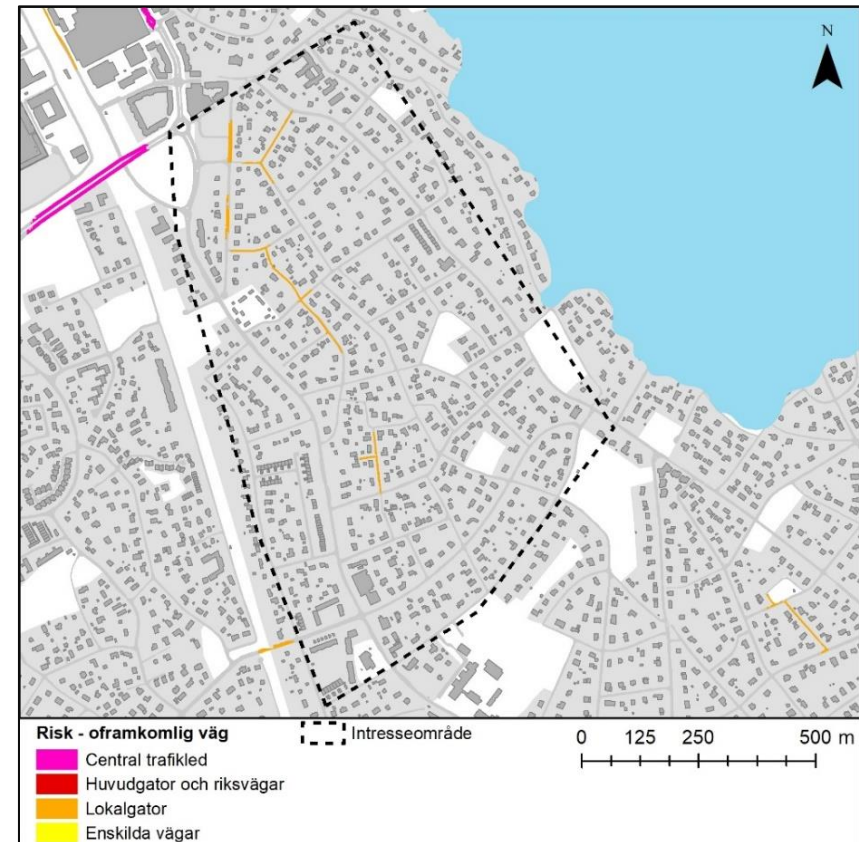 N
Risk - oframkomlig väg
Central trafikled
Huvudgator och riksvägar
Lokalgator
Enskilda vägar
Intresseområde
0 125 250 500 m